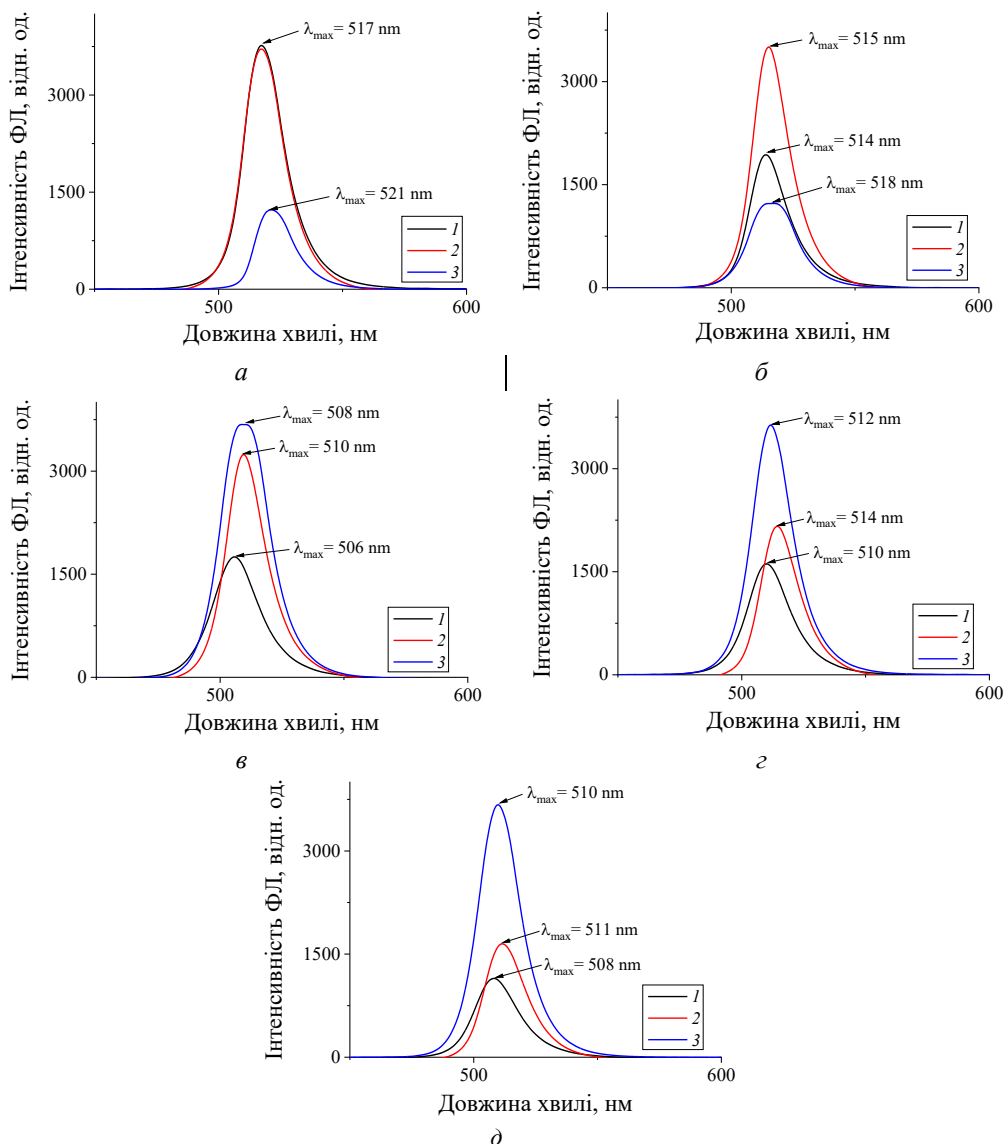 Інтенсивність ФЛ, відн. од.
λmax= 517 nm
3000
1500
λmax= 521 nm
1
2
3
0
500
600
Довжина хвилі, нм
а
Інтенсивність ФЛ, відн. од.
λmax= 515 nm
3000
λmax= 514 nm
1500
λmax= 518 nm
1
2
3
0
500
600
Довжина хвилі, нм
б
Інтенсивність ФЛ, відн. од.
λmax= 508 nm
λmax= 510 nm
3000
λmax= 506 nm
1500
1
2
3
0
500
600
Довжина хвилі, нм
в
Інтенсивність ФЛ, відн. од.
λmax= 512 nm
3000
λmax= 514 nm
λmax= 510 nm
1500
1
2
3
0
500
600
Довжина хвилі, нм
г
Інтенсивність ФЛ, відн. од.
λmax= 510 nm
3000
λmax= 511 nm
1500
λmax= 508 nm
1
2
3
0
500
600
Довжина хвилі, нм
д